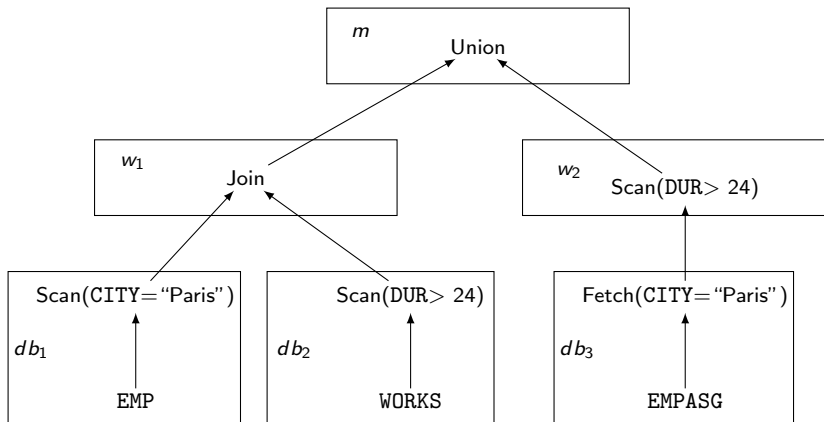 m
Union
w1
Join
w2
Scan(DUR> 24)
Scan(CITY=“Paris”)
Scan(DUR> 24)
Fetch(CITY=“Paris”)
db1
db2
db3
EMP
WORKS
EMPASG